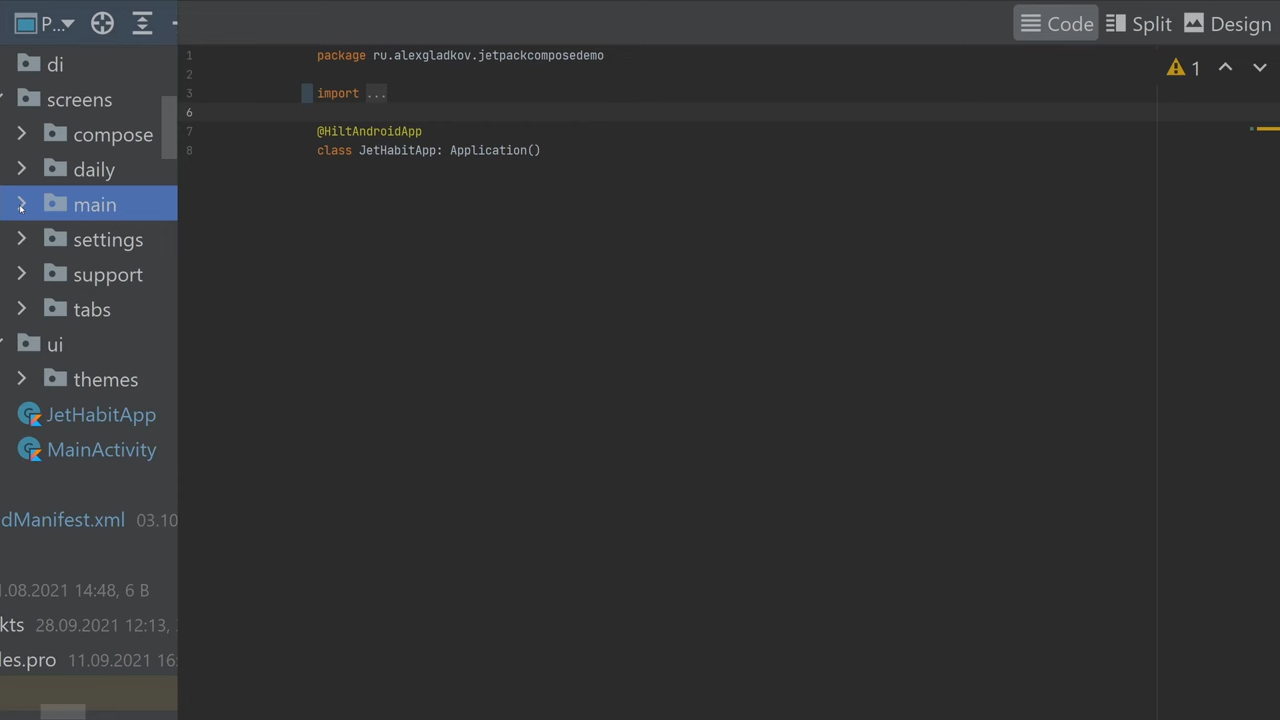 P...
Code
Split
Design
di
screens
compose
daily
main
settings
support
tabs
ui
themes
JetHabitApp
MainActivity
dManifest.xml 03.10
1.08.2021 14:48, 6 B
kts 28.09.2021 12:13,
les.pro 11.09.2021 16:
1 package ru.alexgladkov.jetpackcomposedemo
2
3 import ...
6
7 @HiltAndroidApp
8 class JetHabitApp: Application()
1